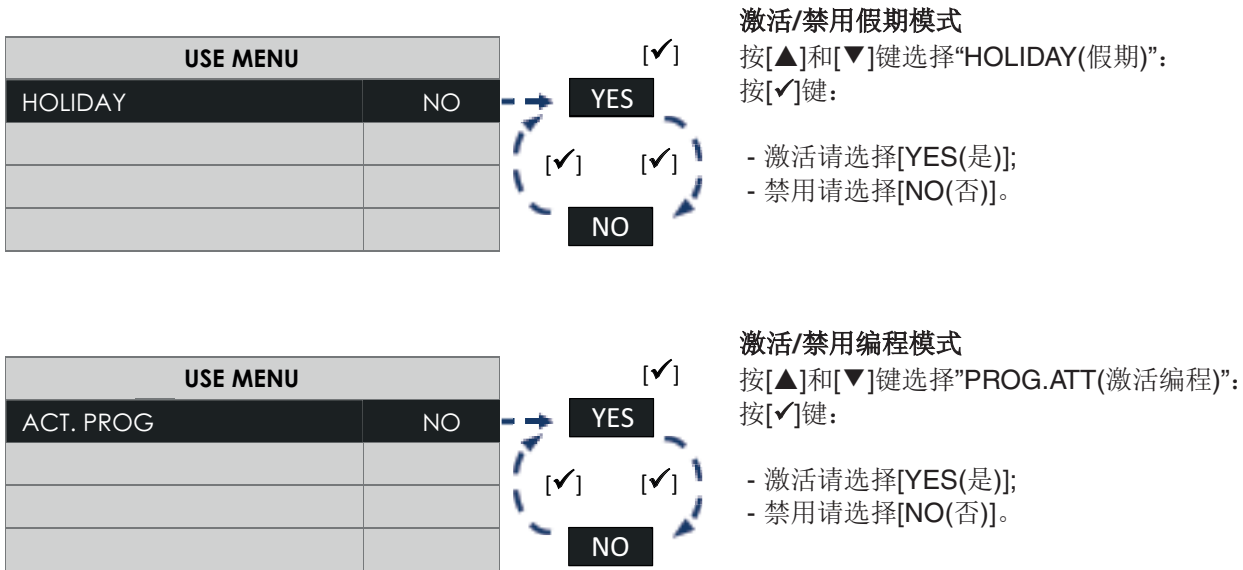 激活/禁用假期模式
USE MENU
[✓]
按[▲]和[▼]键选择“HOLIDAY(假期)”：
HOLIDAY NO
YES
按[✓]键：
[✓] [✓]
- 激活请选择[YES(是)];
- 禁用请选择[NO(否)]。
NO
激活/禁用编程模式
USE MENU
[✓]
按[▲]和[▼]键选择”PROG.ATT(激活编程)”：
ACT. PROG NO
YES
按[✓]键：
[✓] [✓]
- 激活请选择[YES(是)];
- 禁用请选择[NO(否)]。
NO